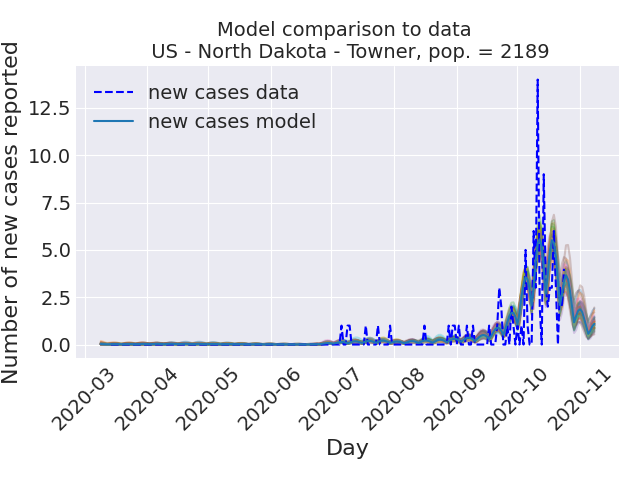 Model comparison to data
US - North Dakota - Towner, pop. = 2189
Number of new cases reported
new cases data
new cases model
12.5
10.0
7.5
5.0
2.5
0.0
2020-03
2020-04
2020-05
2020-06
2020-07
2020-08
2020-09
2020-10
2020-11
Day